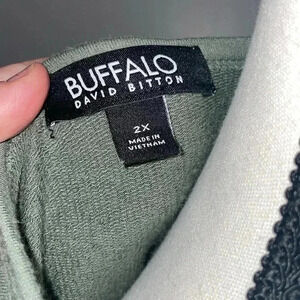 BUFFALO
DAVID BITTON
2X
MADE IN
VIETNAM